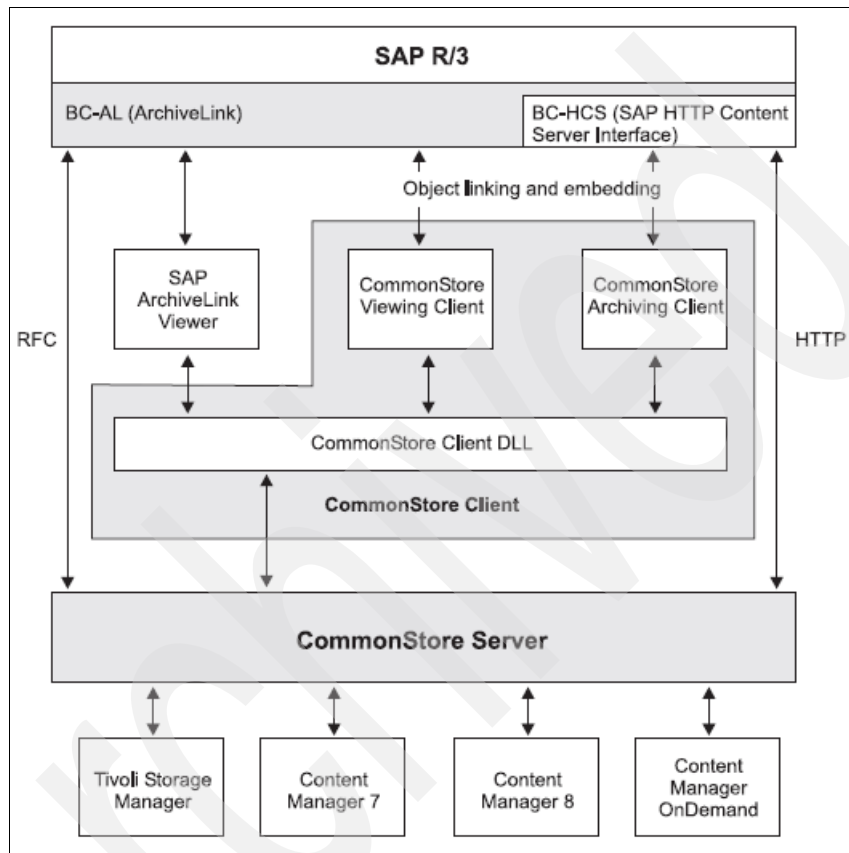 SAP R/3
BC-AL (ArchiveLink)
BC-HCS (SAP HTTP Content
Server Interface)
Object linking and embedding
SAP
ArchiveLink
Viewer
CommonStore
Viewing Client
CommonStore
Archiving Client
RFC
HTTP
CommonStore Client DLL
CommonStore Client
CommonStore Server
Tivoli Storage
Manager
Content
Manager 7
Content
Manager 8
Content
Manager
OnDemand